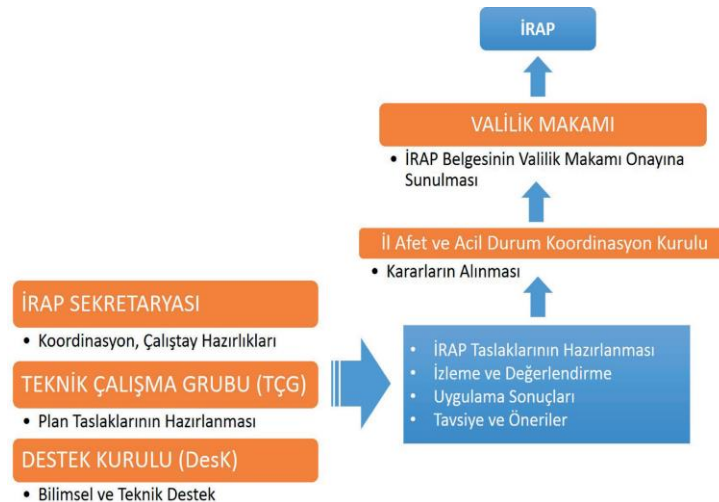 İRAP
VALİLİK MAKAMI
• İRAP Belgesinin Valilik Makamı Onayına
Sunulması
İl Afet ve Acil Durum Koordinasyon Kurulu
• Kararların Alınması
İRAP SEKRETARYASI
• Koordinasyon, Çalıştay Hazırlıkları
TEKNİK ÇALIŞMA GRUBU (TÇG)
• Plan Taslaklarının Hazırlanması
DESTEK KURULU (DesK)
• Bilimsel ve Teknik Destek
• İRAP Taslaklarının Hazırlanması
• İzleme ve Değerlendirme
• Uygulama Sonuçları
• Tavsiye ve Öneriler